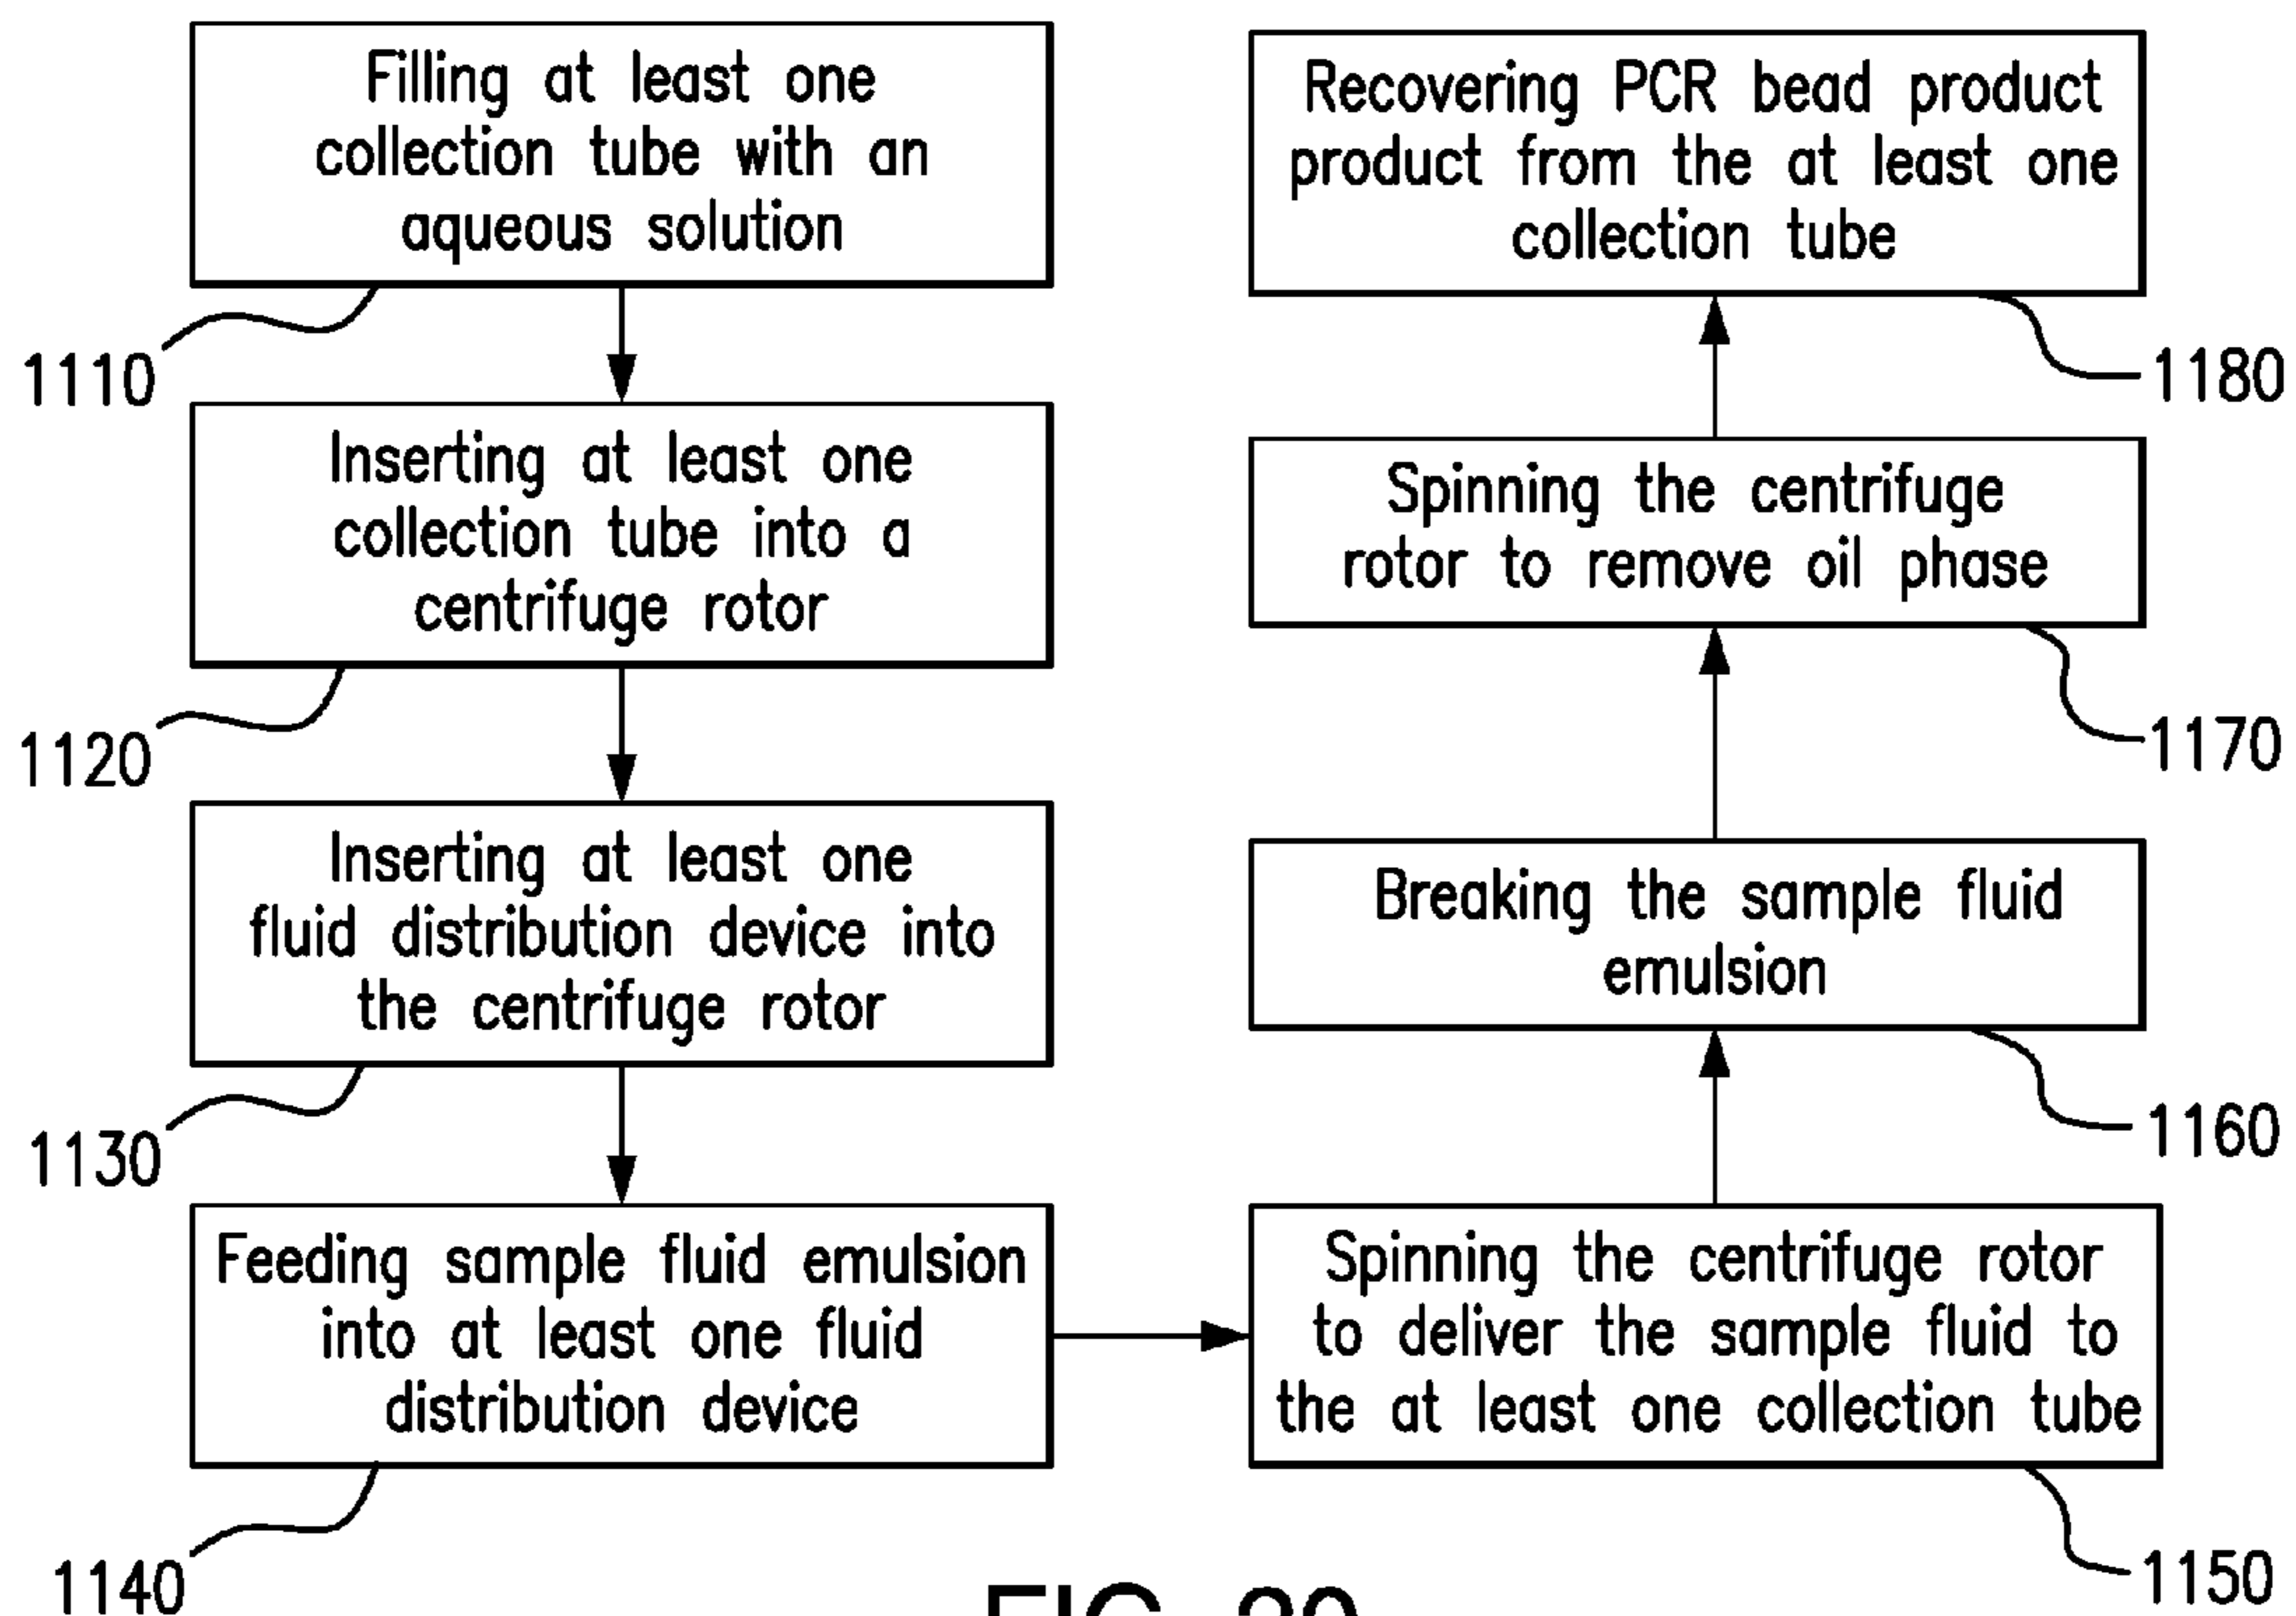 Filling at least one
collection tube with an
aqueous solution
1110
Inserting at least one
collection tube into a
centrifuge rotor
1120
Inserting at least one
fluid distribution device into
the centrifuge rotor
1130
Feeding sample fluid emulsion
into at least one fluid
distribution device
1140
Spinning the centrifuge rotor
to deliver the sample fluid to
the at least one collection tube
1150
Breaking the sample fluid
emulsion
1160
Spinning the centrifuge
rotor to remove oil phase
1170
Recovering PCR bead product
product from the at least one
collection tube
1180
FIG.